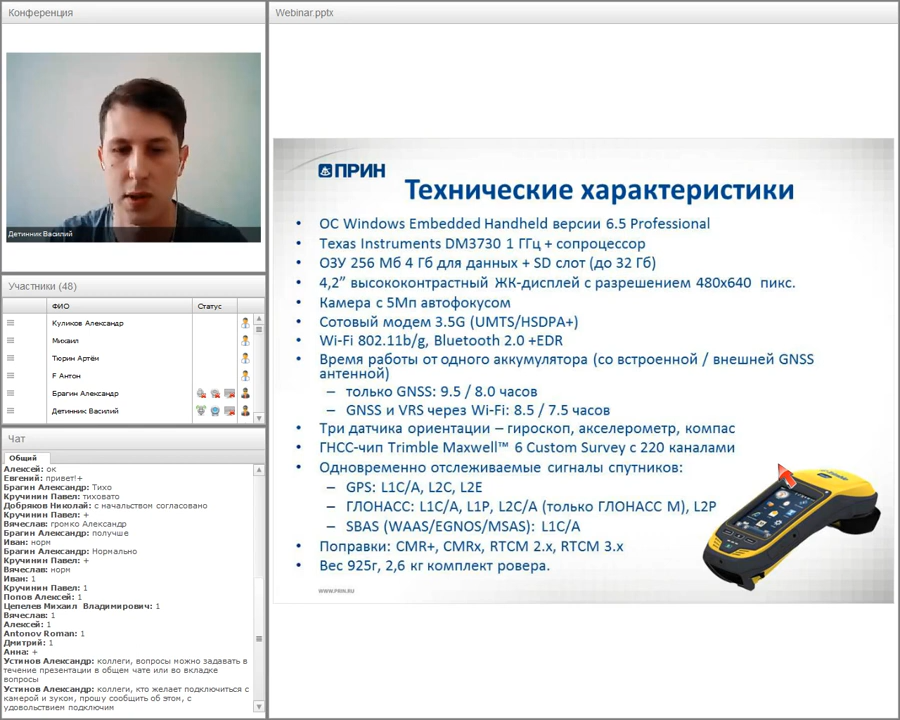 Конференция
Детинник Василий
Участники (48)
ФИО
Статус
Куликов Александр
Михаил
Тюрин Артём
F Антон
Брагин Александр
Детинник Василий
Чат
Общий
Алексей: ок
Евгений: привет!+
Брагин Александр: Тихо
Кручинин Павел: тиховато
Добряков Николай: с начальством согласовано
Кручинин Павел: +
Вячеслав: громко Александр
Брагин Александр: получше
Иван: норм
Брагин Александр: Нормально
Кручинин Павел: +
Вячеслав: норм
Иван: 1
Кручинин Павел: 1
Попов Алексей: 1
Цепелев Михаил Владимирович: 1
Вячеслав: 1
Алексей: 1
Antonov Roman: 1
Дмитрий: 1
Анна: +
Устинов Александр: коллеги, вопросы можно задавать в
течение презентации в общем чате или во вкладке
вопросы
Устинов Александр: коллеги, кто желает подключиться с
камерой и зуком, прошу сообщить об этом, с
удовольствием подключим
Webinar.pptx
ПРИН
Технические характеристики
• ОС Windows Embedded Handheld версии 6.5 Professional
• Texas Instruments DM3730 1 ГГц + сопроцессор
• ОЗУ 256 Мб 4 Гб для данных + SD слот (до 32 Гб)
• 4,2” высококонтрастный ЖК-дисплей с разрешением 480x640 пикс.
• Камера с 5Мп автофокусом
• Сотовый модем 3.5G (UMTS/HSDPA+)
• Wi-Fi 802.11b/g, Bluetooth 2.0 +EDR
• Время работы от одного аккумулятора (со встроенной / внешней GNSS
антенной)
– только GNSS: 9.5 / 8.0 часов
– GNSS и VRS через Wi-Fi: 8.5 / 7.5 часов
• Три датчика ориентации – гироскоп, акселерометр, компас
• ГНСС-чип Trimble Maxwell™ 6 Custom Survey с 220 каналами
• Одновременно отслеживаемые сигналы спутников:
– GPS: L1C/A, L2C, L2E
– ГЛОНАСС: L1C/A, L1P, L2C/A (только ГЛОНАСС М), L2P
– SBAS (WAAS/EGNOS/MSAS): L1C/A
• Поправки: CMR+, CMRx, RTCM 2.x, RTCM 3.x
• Вес 925г, 2,6 кг комплект ровера.
WWW.PRIN.RU